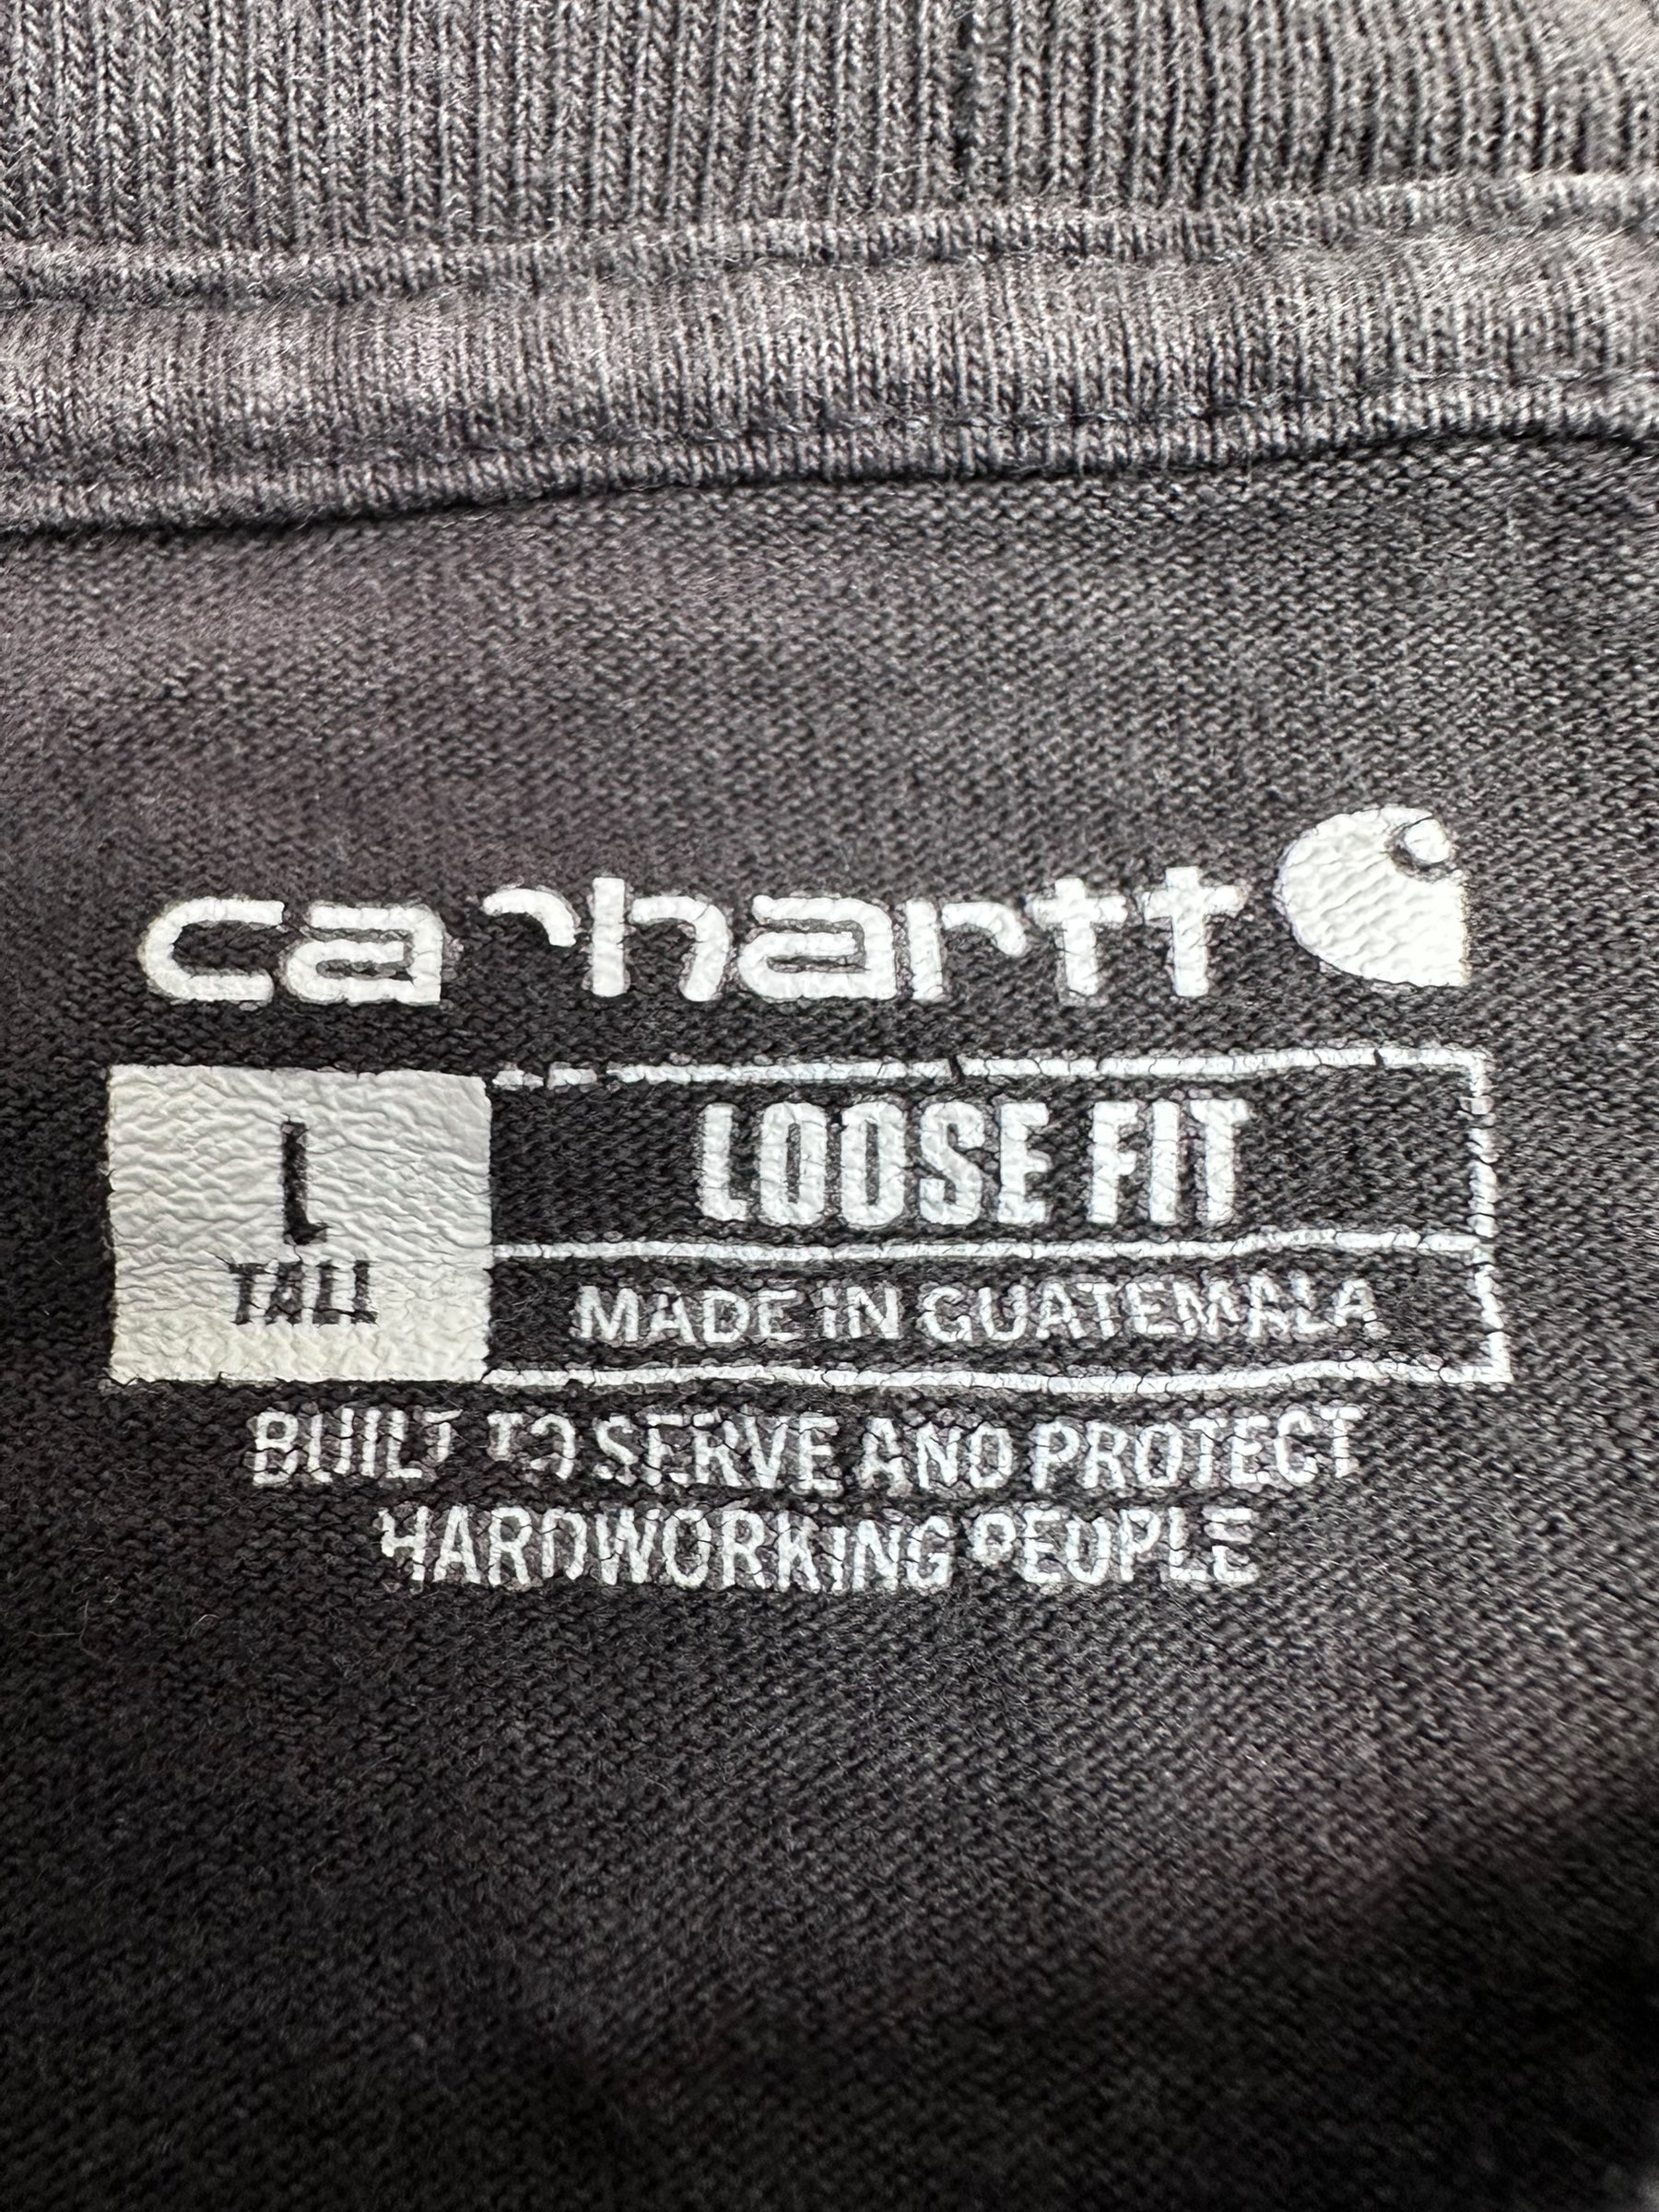 carhartt
L
TALL
LOOSE FIT
MADE IN GUATEMALA
BUILT TO SERVE AND PROTECT
HARDWORKING PEOPLE